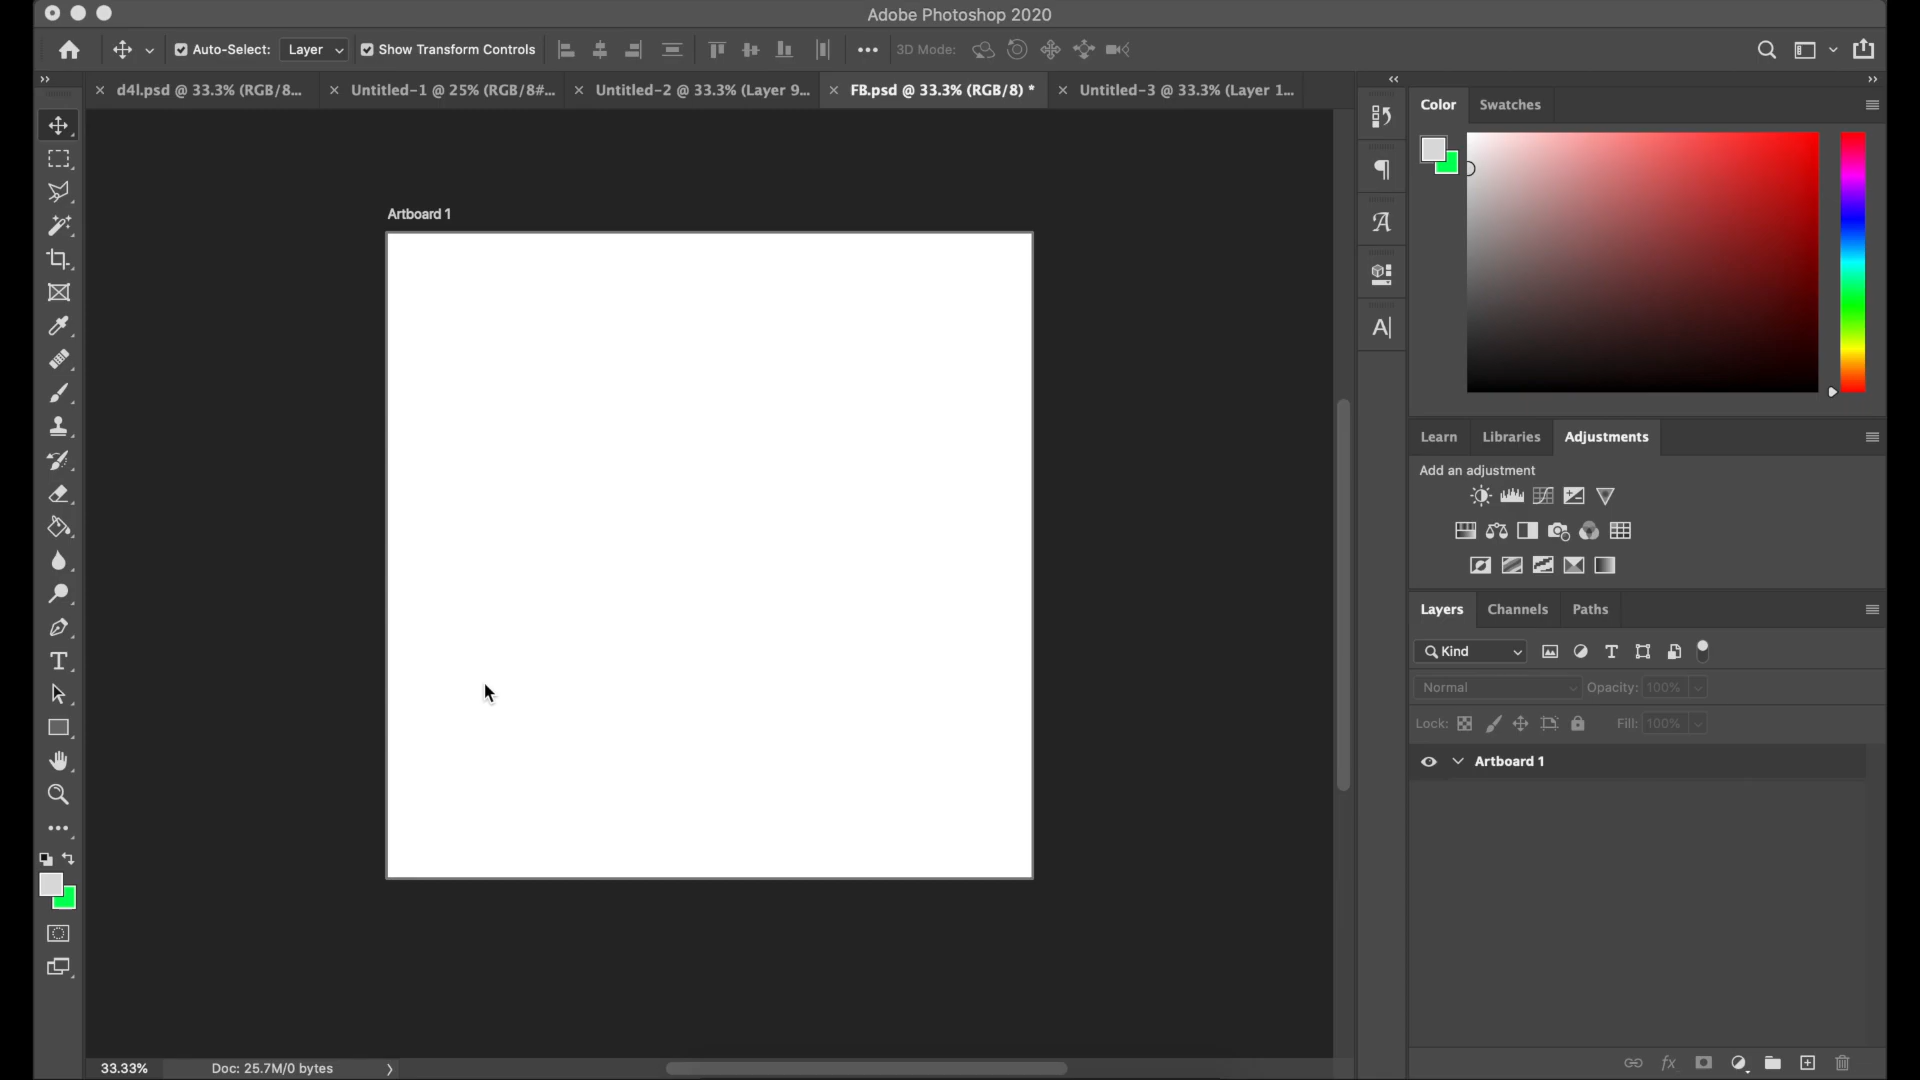 Adobe Photoshop 2020
Auto-Select: Layer Show Transform Controls 3D Mode:
d4l.psd @ 33.3% (RGB/8... Untitled-1 @ 25% (RGB/8#... Untitled-2 @ 33.3% (Layer 9... FB.psd @ 33.3% (RGB/8) * Untitled-3 @ 33.3% (Layer 1...
Artboard 1
Color Swatches
Learn Libraries Adjustments
Add an adjustment
Layers Channels Paths
Kind
Normal Opacity: 100%
Lock: Fill: 100%
Artboard 1
33.33% Doc: 25.7M/0 bytes